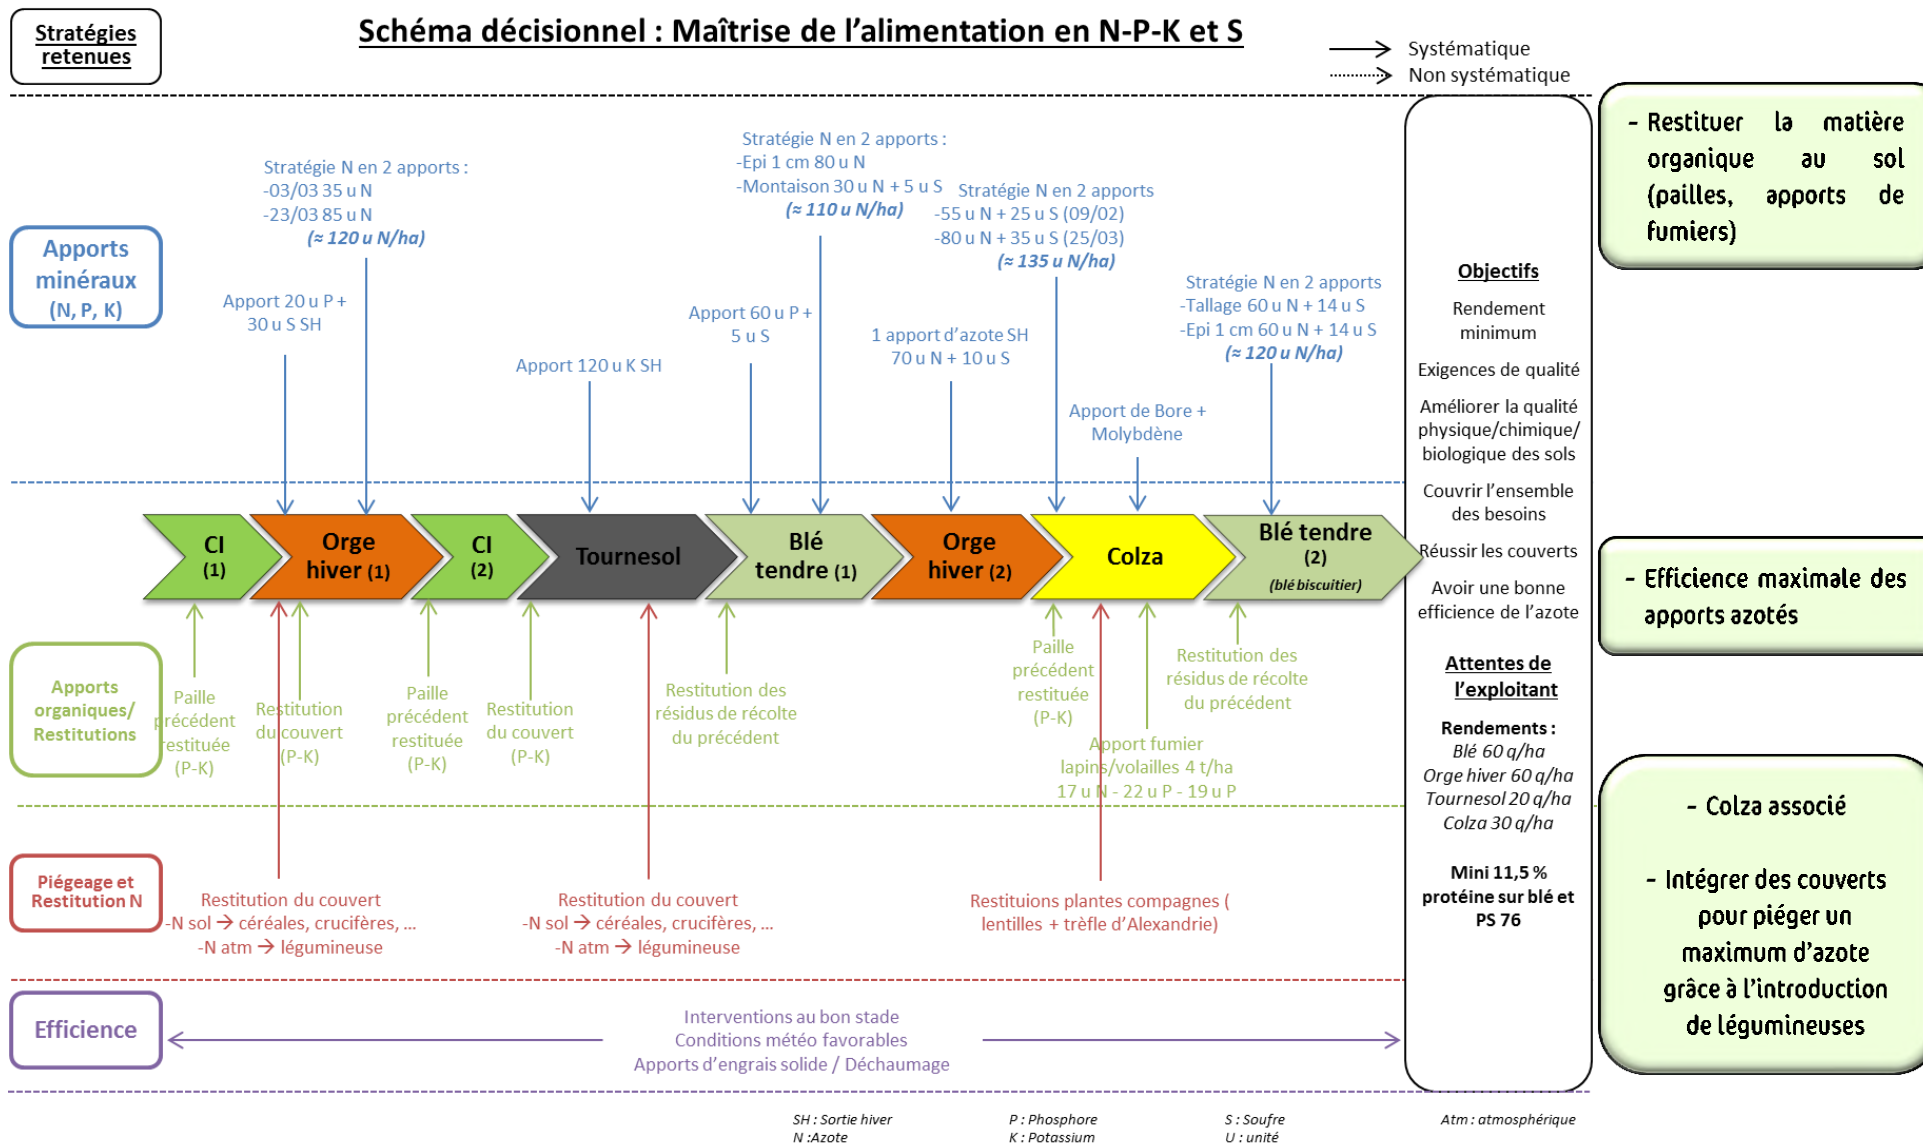 Stratégies
retenues
Schéma décisionnel : Maîtrise de l'alimentation en N-P-K et S
Systématique
Non systématique
Apports
minéraux
(N, P, K)
Stratégie N en 2 apports :
-03/03 35 u N
-23/03 85 u N
(≈ 120 u N/ha)
Apport 20 u P +
30 u S SH
Apport 120 u K SH
Stratégie N en 2 apports :
-Epi 1 cm 80 u N
-Montaison 30 u N + 5 u S
(≈ 110 u N/ha)
Apport 60 u P +
5 u S
1 apport d'azote SH
70 u N + 10 u S
Stratégie N en 2 apports
-55 u N + 25 u S (09/02)
-80 u N + 35 u S (25/03)
(≈ 135 u N/ha)
Apport de Bore +
Molybdène
Stratégie N en 2 apports
-Tallage 60 u N + 14 u S
-Epi 1 cm 60 u N + 14 u S
(≈ 120 u N/ha)
CI
(1)
Orge
hiver (1)
CI
(2)
Tournesol
Blé
tendre (1)
Orge
hiver (2)
Colza
Blé tendre
(2)
(blé biscuitier)
Apports
organiques/
Restitutions
Paille
précédent
restituée
(P-K)
Restitution
du couvert
(P-K)
Paille
précédent
restituée
(P-K)
Restitution
du couvert
(P-K)
Restitution des
résidus de récolte
du précédent
Paille
précédent
restituée
(P-K)
Apport fumier
lapins/volailles 4 t/ha
17 u N - 22 u P - 19 u P
Restitution des
résidus de récolte
du précédent
Piégeage et
Restitution N
Restitution du couvert
-N sol → céréales, crucifères, ...
-N atm → légumineuse
Restitution du couvert
-N sol → céréales, crucifères, ...
-N atm → légumineuse
Restituions plantes compagnes (
lentilles + trèfle d'Alexandrie)
Efficience
Interventions au bon stade
Conditions météo favorables
Apports d'engrais solide / Déchaumage
Objectifs
Rendement
minimum
Exigences de qualité
Améliorer la qualité
physique/chimique/
biologique des sols
Couvrir l'ensemble
des besoins
Réussir les couverts
Avoir une bonne
efficience de l'azote
Attentes de
l'exploitant
Rendements :
Blé 60 q/ha
Orge hiver 60 q/ha
Tournesol 20 q/ha
Colza 30 q/ha
Mini 11,5 %
protéine sur blé et
PS 76
- Restituer la matière
organique au sol
(pailles, apports de
fumiers)
- Efficience maximale des
apports azotés
- Colza associé
- Intégrer des couverts
pour piéger un
maximum d'azote
grâce à l'introduction
de légumineuses
SH : Sortie hiver
N :Azote
P : Phosphore
K : Potassium
S : Soufre
U : unité
Atm : atmosphérique